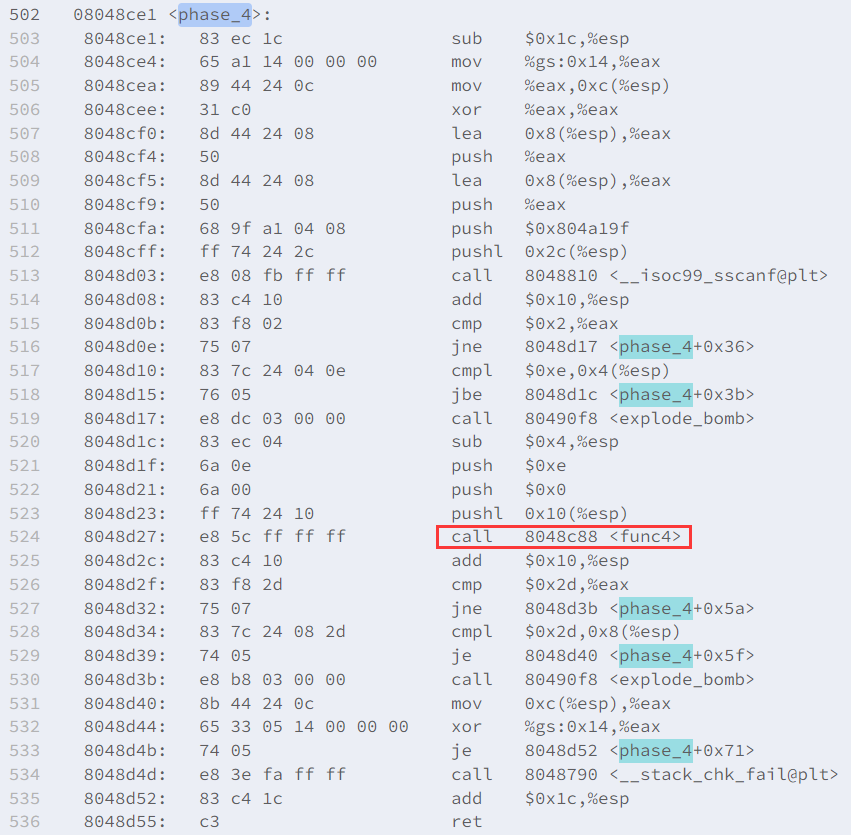 502 08048ce1 <phase_4>:
503 8048ce1: 83 ec 1c sub $0x1c,%esp
504 8048ce4: 65 a1 14 00 00 00 mov %gs:0x14,%eax
505 8048cea: 89 44 24 0c mov %eax,0xc(%esp)
506 8048cee: 31 c0 xor %eax,%eax
507 8048cf0: 8d 44 24 08 lea 0x8(%esp),%eax
508 8048cf4: 50 push %eax
509 8048cf5: 8d 44 24 08 lea 0x8(%esp),%eax
510 8048cf9: 50 push %eax
511 8048cfa: 68 9f a1 04 08 push $0x804a19f
512 8048cff: ff 74 24 2c pushl 0x2c(%esp)
513 8048d03: e8 08 fb ff ff call 8048810 <__isoc99_sscanf@plt>
514 8048d08: 83 c4 10 add $0x10,%esp
515 8048d0b: 83 f8 02 cmp $0x2,%eax
516 8048d0e: 75 07 jne 8048d17 <phase_4+0x36>
517 8048d10: 83 7c 24 04 0e cmpl $0xe,0x4(%esp)
518 8048d15: 76 05 jbe 8048d1c <phase_4+0x3b>
519 8048d17: e8 dc 03 00 00 call 80490f8 <explode_bomb>
520 8048d1c: 83 ec 04 sub $0x4,%esp
521 8048d1f: 6a 0e push $0xe
522 8048d21: 6a 00 push $0x0
523 8048d23: ff 74 24 10 pushl 0x10(%esp)
524 8048d27: e8 5c ff ff ff call 8048c88 <func4>
525 8048d2c: 83 c4 10 add $0x10,%esp
526 8048d2f: 83 f8 2d cmp $0x2d,%eax
527 8048d32: 75 07 jne 8048d3b <phase_4+0x5a>
528 8048d34: 83 7c 24 08 2d cmpl $0x2d,0x8(%esp)
529 8048d39: 74 05 je 8048d40 <phase_4+0x5f>
530 8048d3b: e8 b8 03 00 00 call 80490f8 <explode_bomb>
531 8048d40: 8b 44 24 0c mov 0xc(%esp),%eax
532 8048d44: 65 33 05 14 00 00 00 xor %gs:0x14,%eax
533 8048d4b: 74 05 je 8048d52 <phase_4+0x71>
534 8048d4d: e8 3e fa ff ff call 8048790 <__stack_chk_fail@plt>
535 8048d52: 83 c4 1c add $0x1c,%esp
536 8048d55: c3 ret